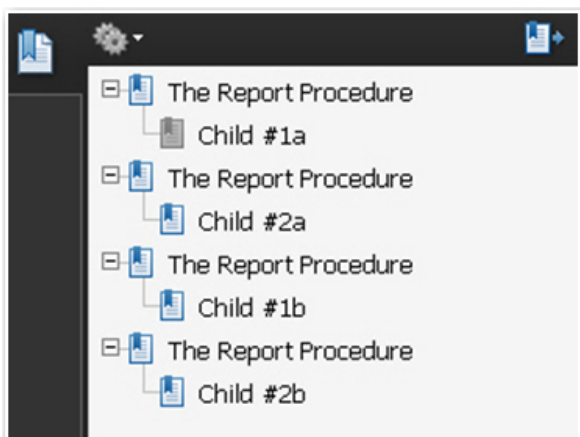 The Report Procedure
Child #1a
The Report Procedure
Child #2a
The Report Procedure
Child #1b
The Report Procedure
Child #2b